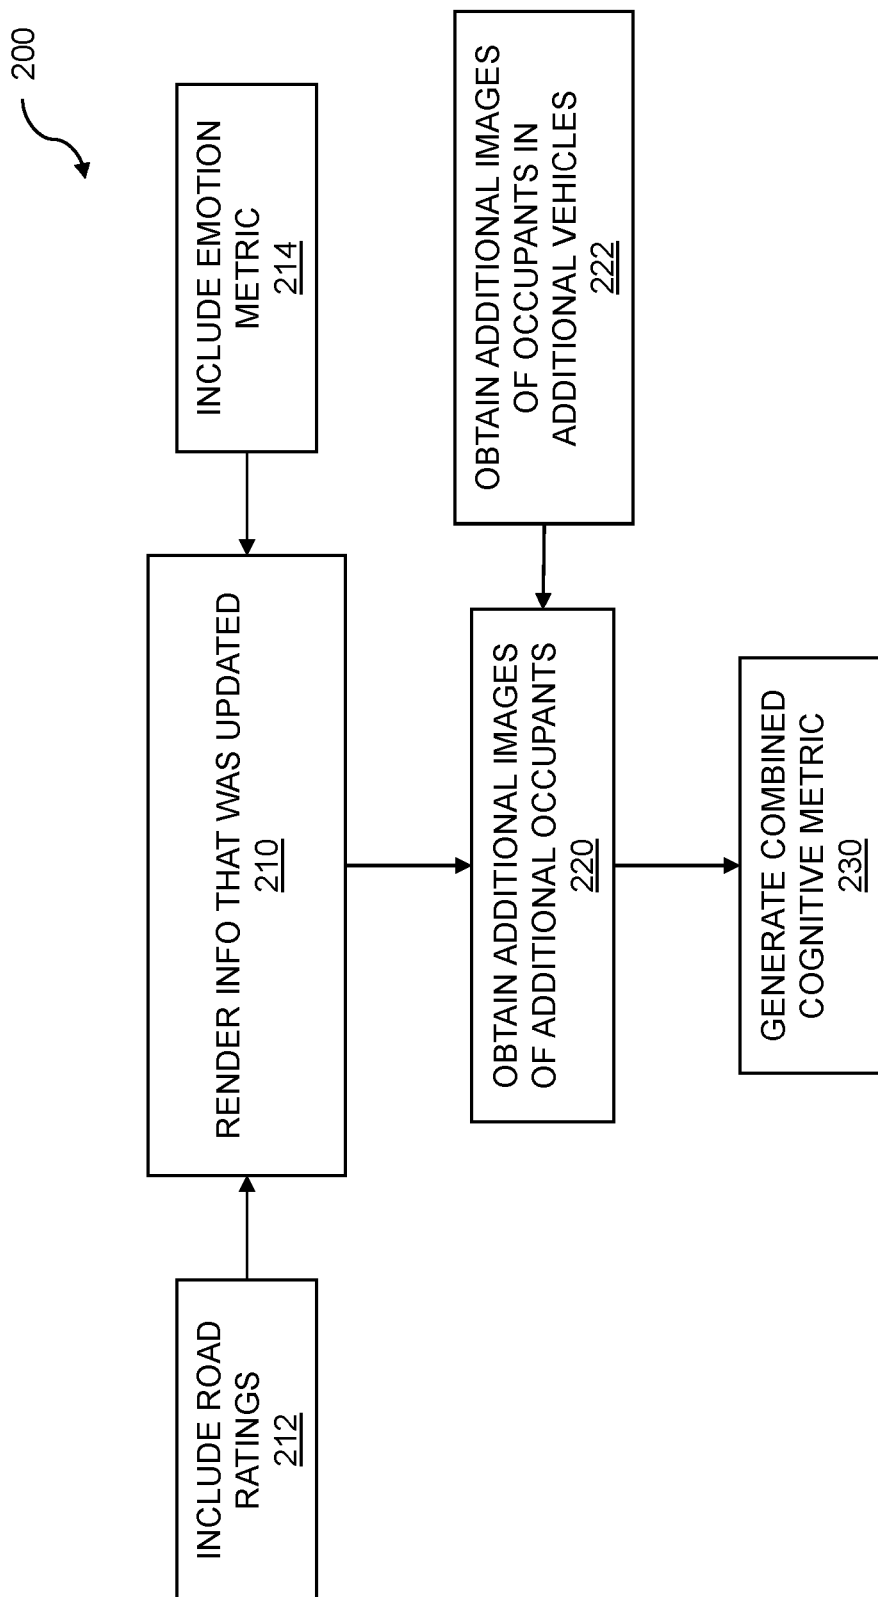 200
INCLUDE ROAD
RATINGS
212
RENDER INFO THAT WAS UPDATED
210
INCLUDE EMOTION
METRIC
214
OBTAIN ADDITIONAL IMAGES
OF ADDITIONAL OCCUPANTS
220
OBTAIN ADDITIONAL IMAGES
OF OCCUPANTS IN
ADDITIONAL VEHICLES
222
GENERATE COMBINED
COGNITIVE METRIC
230